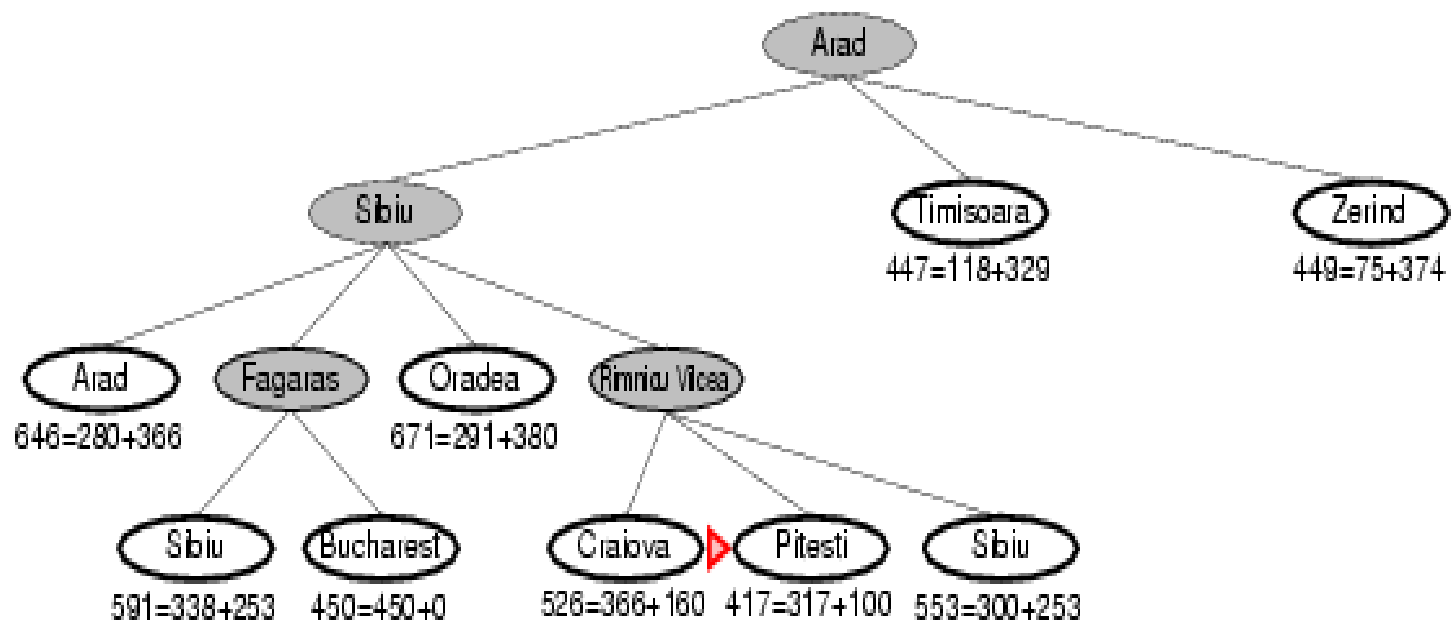 Arad
Sibiu
Timisoara
Zerind
447=118+329
449=75+374
Arad
Fagaras
Oradea
Rimnicu Vilcea
646=280+366
671=291+380
Sibiu
Bucharest
Craiova
Pitesti
Sibiu
591=338+253
450=450+0
526=366+160
417=317+100
553=300+253